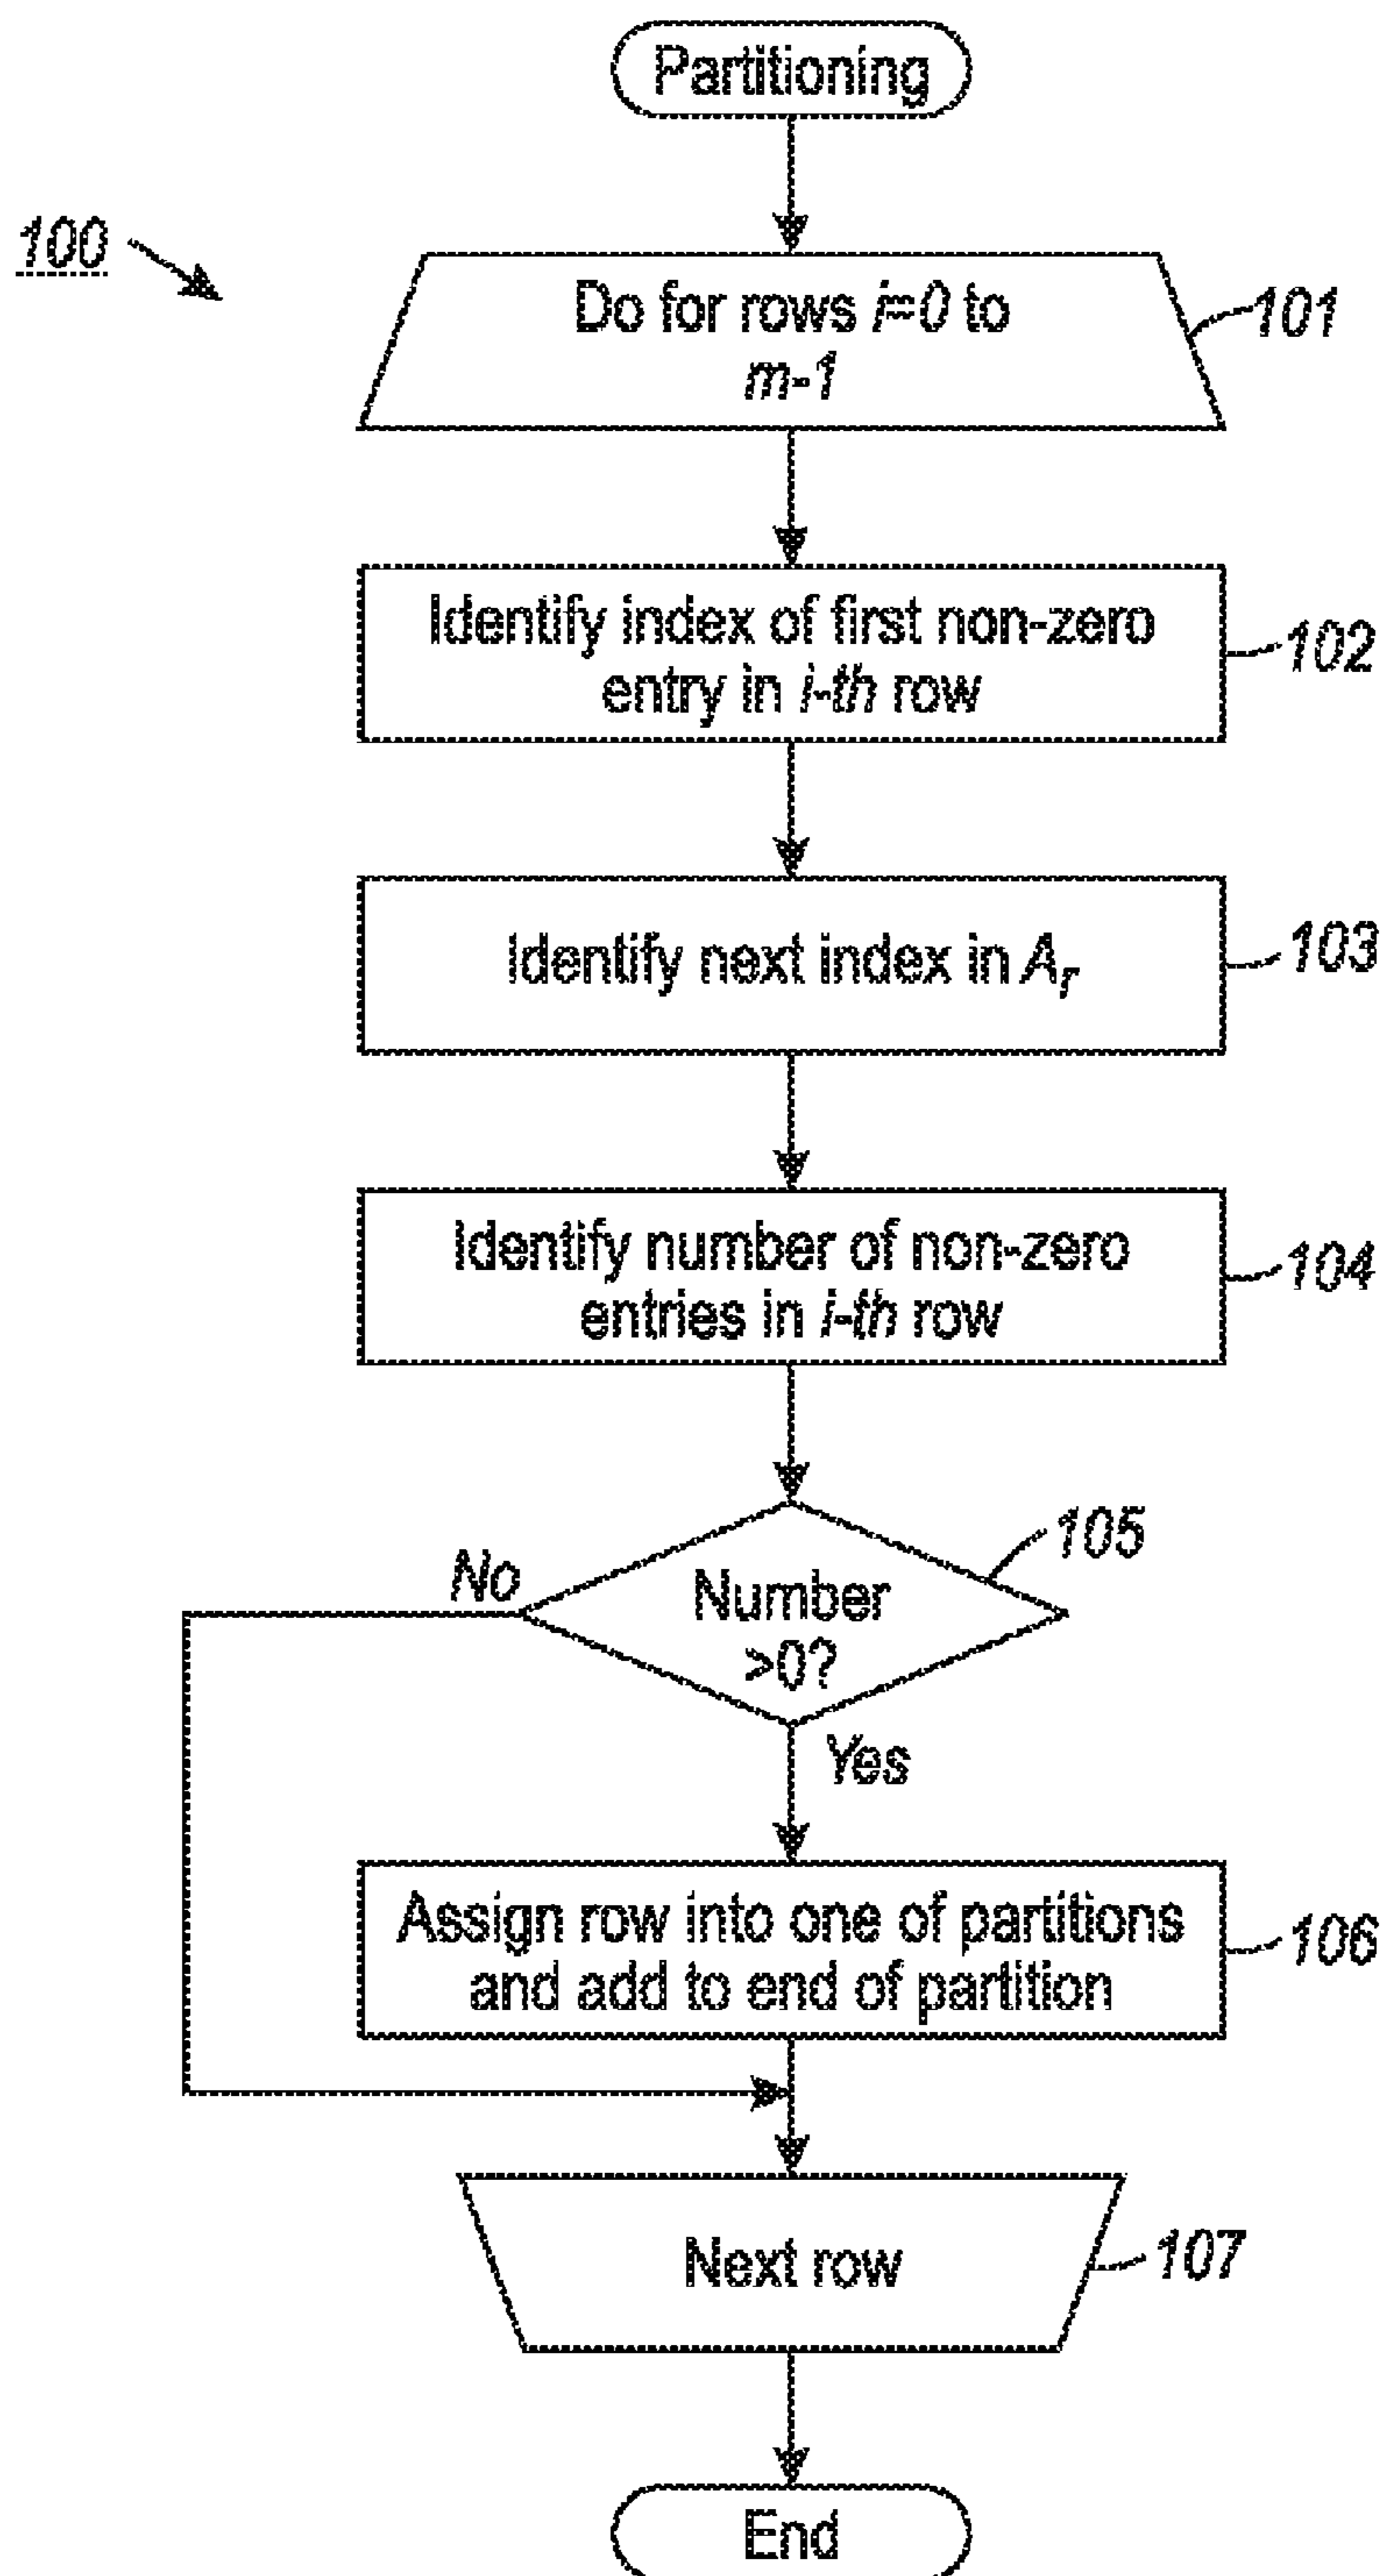 Partitioning
100
Do for rows i=0 to
m-1
101
Identify index of first non-zero
entry in i-th row
102
Identify next index in Ar
103
Identify number of non-zero
entries in i-th row
104
105
No
Number
>0?
Yes
Assign row into one of partitions
and add to end of partition
106
Next row
107
End